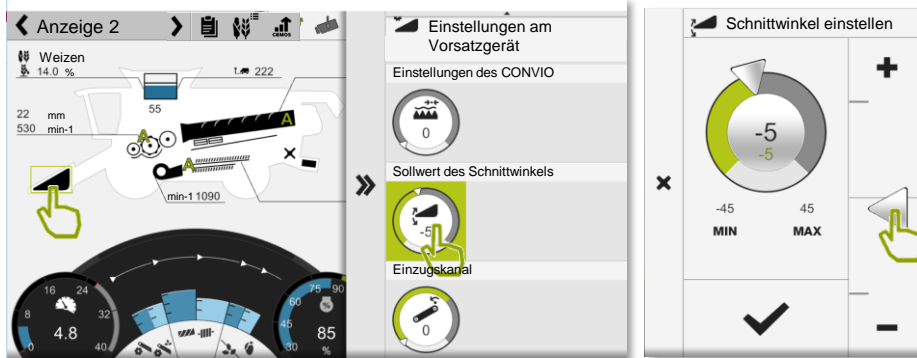 Anzeige 2
CEMOS
Weizen
14.0 %
222
55
22 mm
530 min-1
A
A
A
min-1 1090
8
16
24
32
40
4.8
30
45
60
75
90
%
85
%
Einstellungen am
Vorsatzgerät
Einstellungen des CONVIO
0
Sollwert des Schnittwinkels
-5
Einzugskanal
0
Schnittwinkel einstellen
-5
-5
-45
45
MIN
MAX